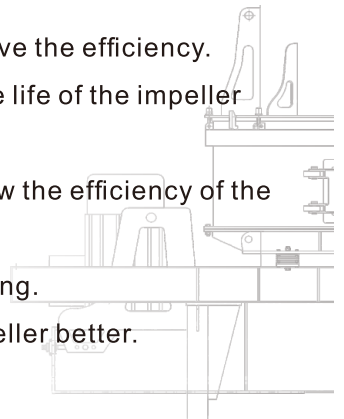 ve the efficiency.
e life of the impeller
w the efficiency of the
ng.
eller better.